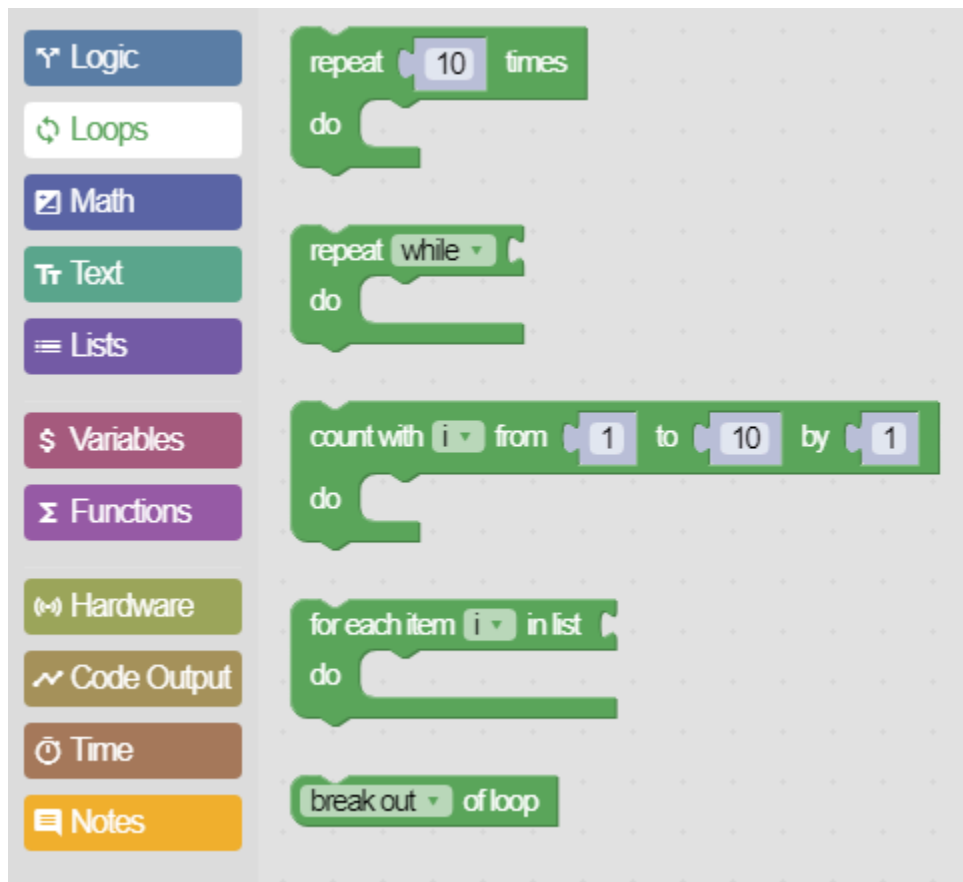 Logic
Loops
Math
Text
Lists
Variables
Functions
Hardware
Code Output
Time
Notes
repeat 10 times
do
repeat while
do
count with i from 1 to 10 by 1
do
for each item i in list
do
break out of loop